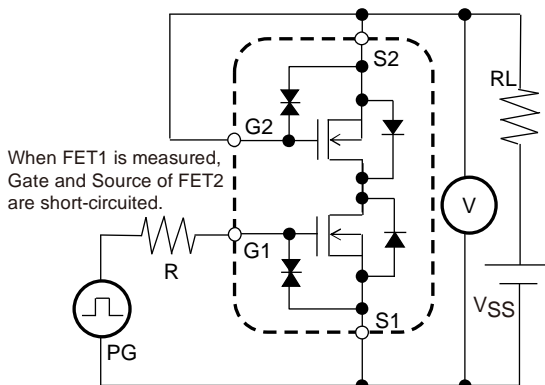 S2
RL
G2
When FET1 is measured,
Gate and Source of FET2
are short-circuited.
V
G1
R
VSS
S1
PG